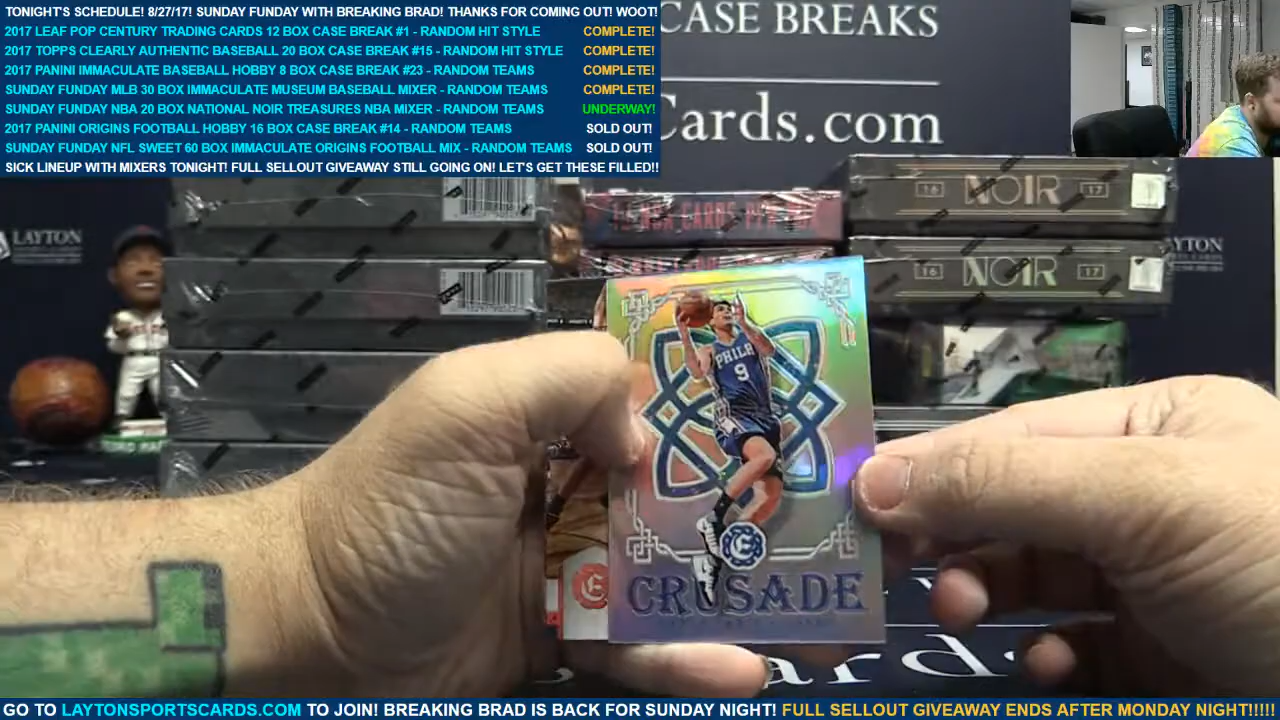 TONIGHT'S SCHEDULE! 8/27/17! SUNDAY FUNDAY WITH BREAKING BRAD! THANKS FOR COMING OUT! WOOT!
2017 LEAF POP CENTURY TRADING CARDS 12 BOX CASE BREAK #1 - RANDOM HIT STYLE COMPLETE!
2017 TOPPS CLEARLY AUTHENTIC BASEBALL 20 BOX CASE BREAK #15 - RANDOM HIT STYLE COMPLETE!
2017 PANINI IMMACULATE BASEBALL HOBBY 8 BOX CASE BREAK #23 - RANDOM TEAMS COMPLETE!
SUNDAY FUNDAY MLB 30 BOX IMMACULATE MUSEUM BASEBALL MIXER - RANDOM TEAMS COMPLETE!
SUNDAY FUNDAY NBA 20 BOX NATIONAL NOIR TREASURES NBA MIXER - RANDOM TEAMS UNDERWAY!
2017 PANINI ORIGINS FOOTBALL HOBBY 16 BOX CASE BREAK #14 - RANDOM TEAMS SOLD OUT!
SUNDAY FUNDAY NFL SWEET 60 BOX IMMACULATE ORIGINS FOOTBALL MIX - RANDOM TEAMS SOLD OUT!
SICK LINEUP WITH MIXERS TONIGHT! FULL SELLOUT GIVEAWAY STILL GOING ON! LET'S GET THESE FILLED!!
CASE BREAKS
Cards.com
16 NOIR 17
16 NOIR 17
LAYTON
YTON
PHILA
9
E
CRUSADE
ards
GO TO LAYTONSPORTSCARDS.COM TO JOIN! BREAKING BRAD IS BACK FOR SUNDAY NIGHT! FULL SELLOUT GIVEAWAY ENDS AFTER MONDAY NIGHT!!!!!